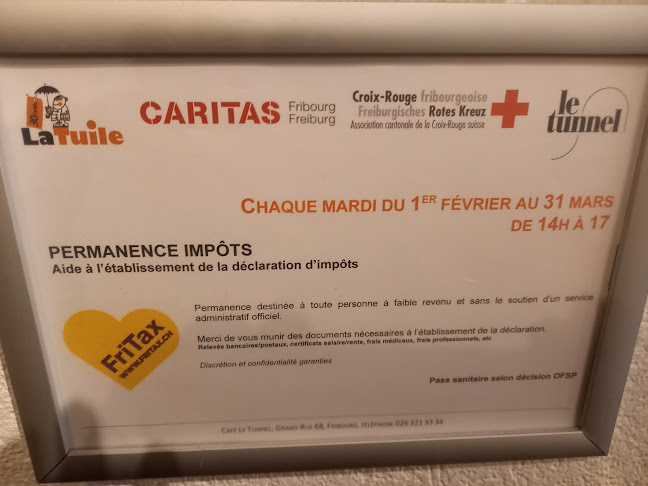 LaTuile
CARITAS Fribourg Freiburg
Croix-Rouge fribourgeoise
Freiburgisches Rotes Kreuz
Association cantonale de la Croix-Rouge suisse
le tunnel
CHAQUE MARDI DU 1ER FÉVRIER AU 31 MARS
DE 14H À 17
PERMANENCE IMPÔTS
Aide à l'établissement de la déclaration d'impôts
FriTax
WWW.FRITAX.CH
Permanence destinée à toute personne à faible revenu et sans le soutien d'un service
administratif officiel.
Merci de vous munir des documents nécessaires à l'établissement de la déclaration.
Relevés bancaires/postaux, certificats salaire/rente, frais médicaux, frais professionnels, etc
Discrétion et confidentialité garanties
Pass sanitaire selon décision OFSP
CAFÉ LE TUNNEL, GRAND-RUE 68, FRIBOURG, TÉLÉPHONE 026 321 33 34